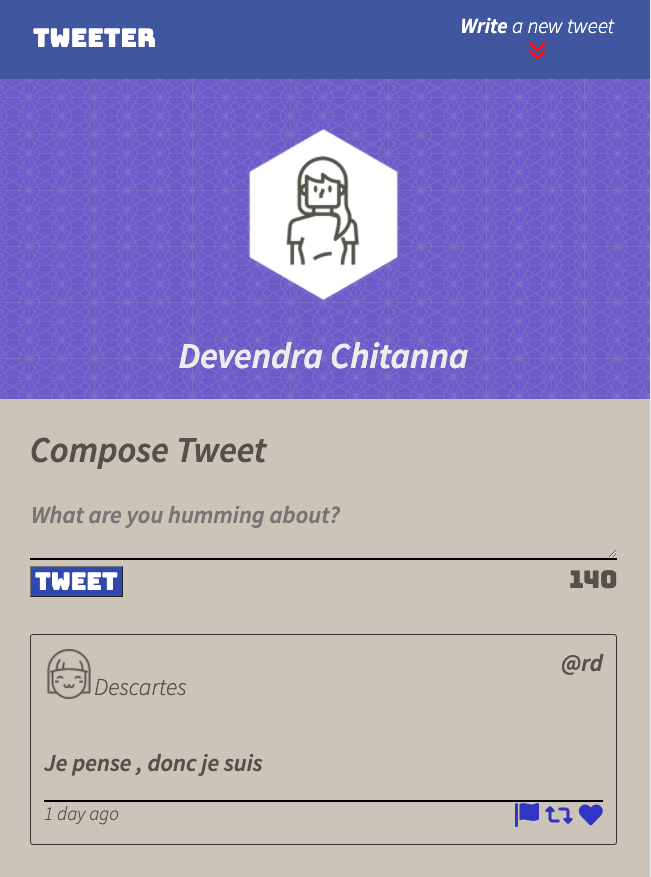 TWEETER
Write a new tweet
Devendra Chitanna
Compose Tweet
What are you humming about?
TWEET
140
Descartes
@rd
Je pense , donc je suis
1 day ago